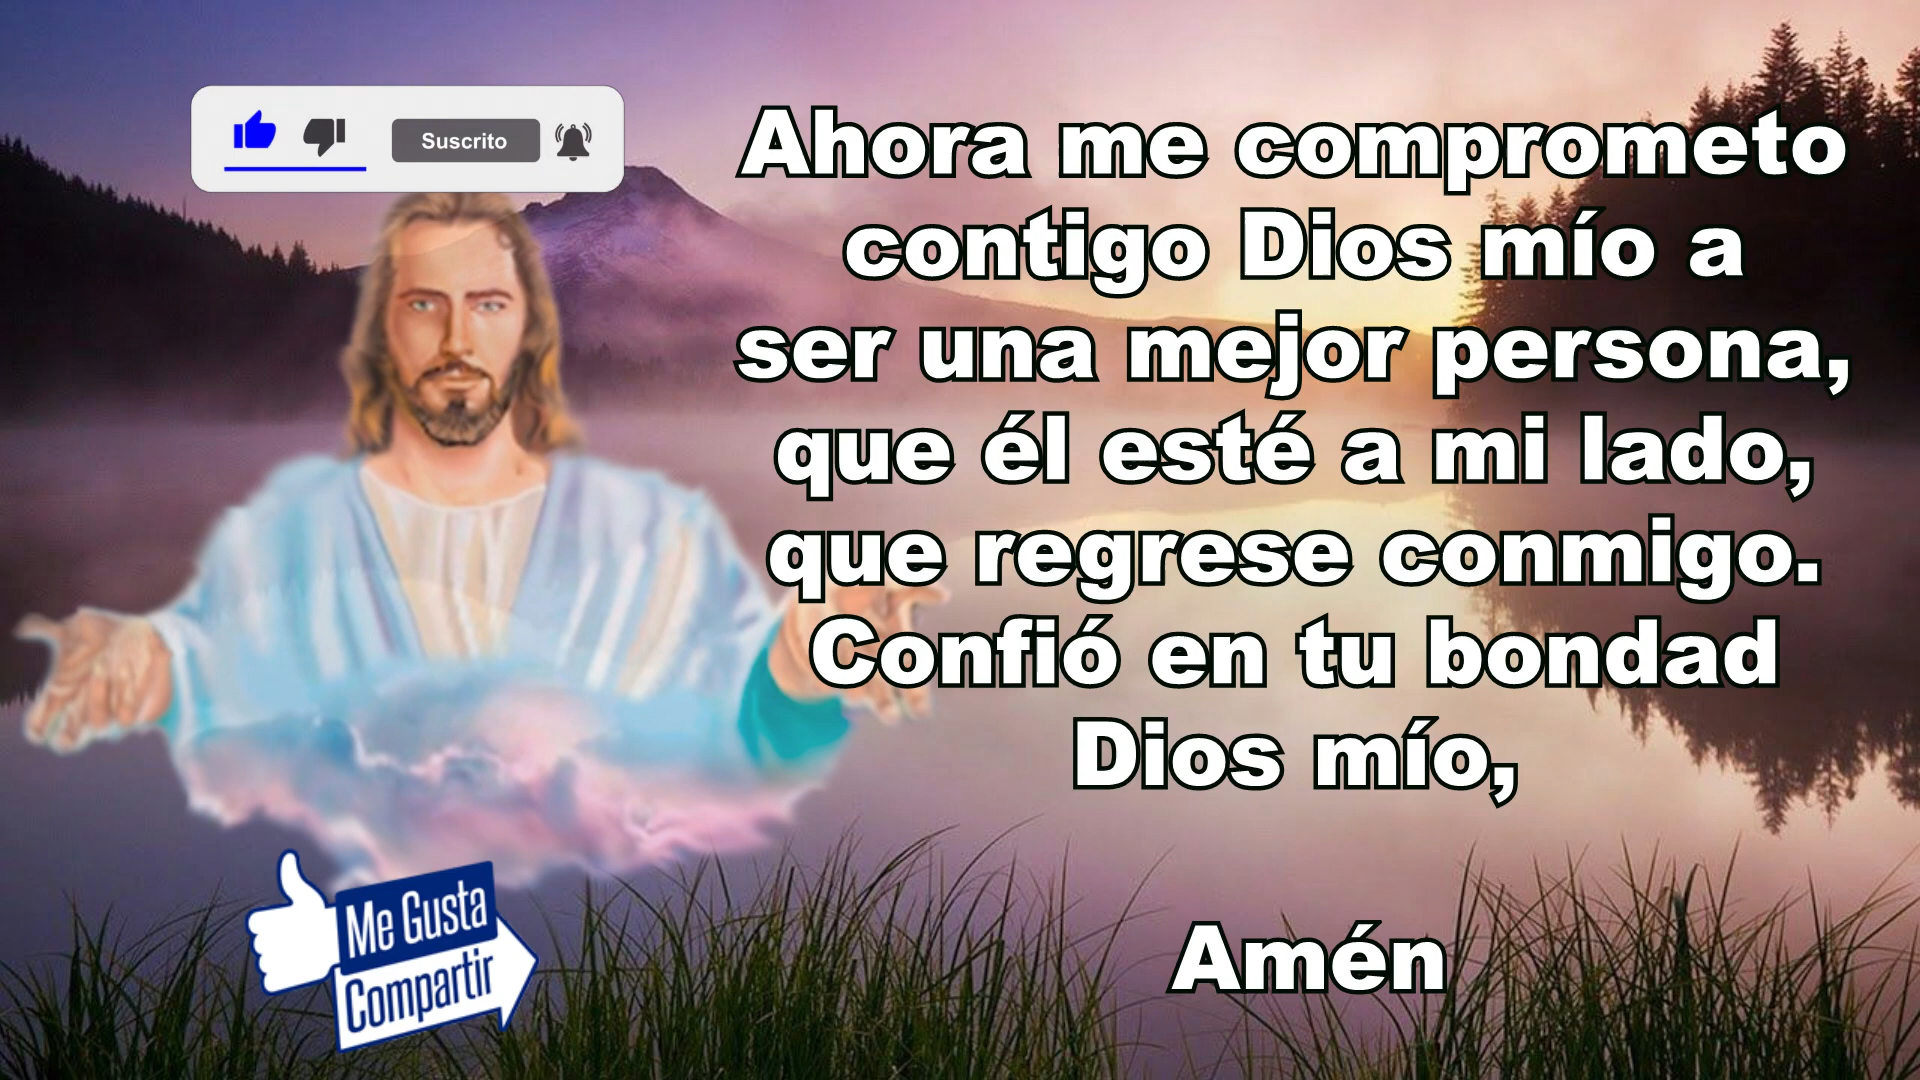 Suscrito
Ahora me comprometo
contigo Dios mío a
ser una mejor persona,
que él esté a mi lado,
que regrese conmigo.
Confió en tu bondad
Dios mío,
Amén
Me Gusta
Compartir